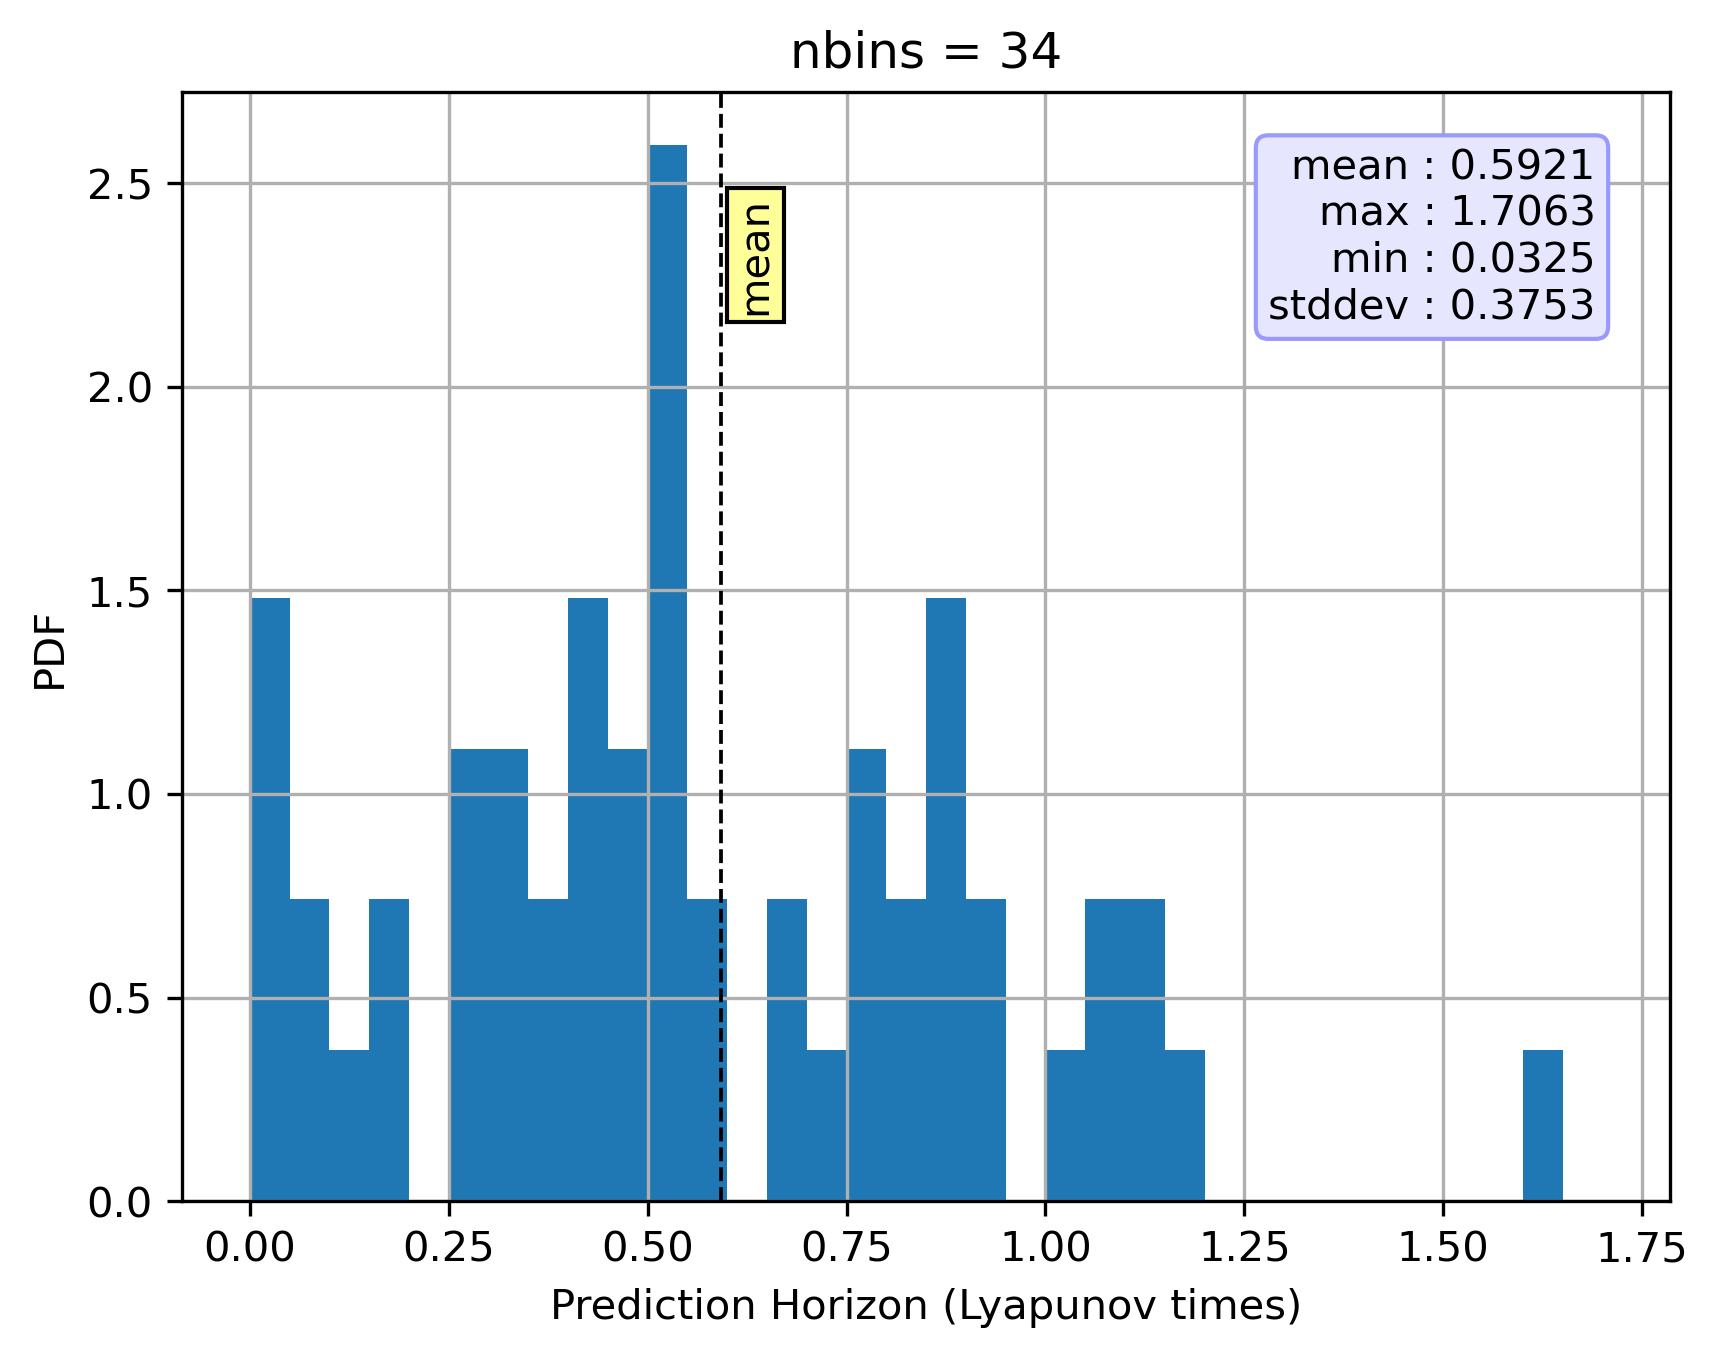 nbins = 34
mean : 0.5921
max : 1.7063
min : 0.0325
stddev : 0.3753
mean
PDF
2.5
2.0
1.5
1.0
0.5
0.0
0.00 0.25 0.50 0.75 1.00 1.25 1.50 1.75
Prediction Horizon (Lyapunov times)